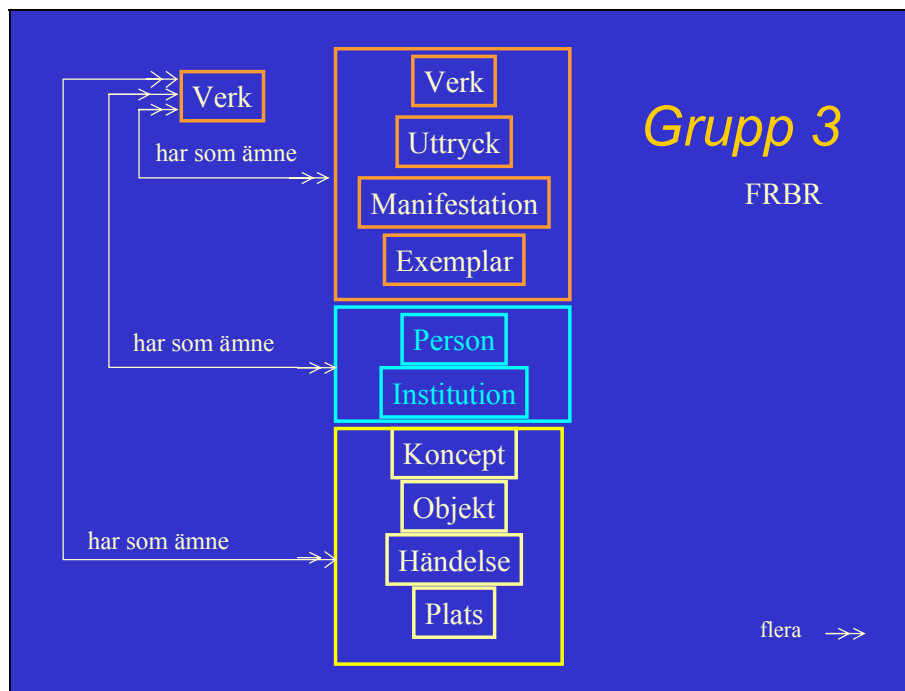 Grupp 3
FRBR
Verk
har som ämne
Verk
Uttryck
Manifestation
Exemplar
har som ämne
Person
Institution
har som ämne
Koncept
Objekt
Händelse
Plats
flera